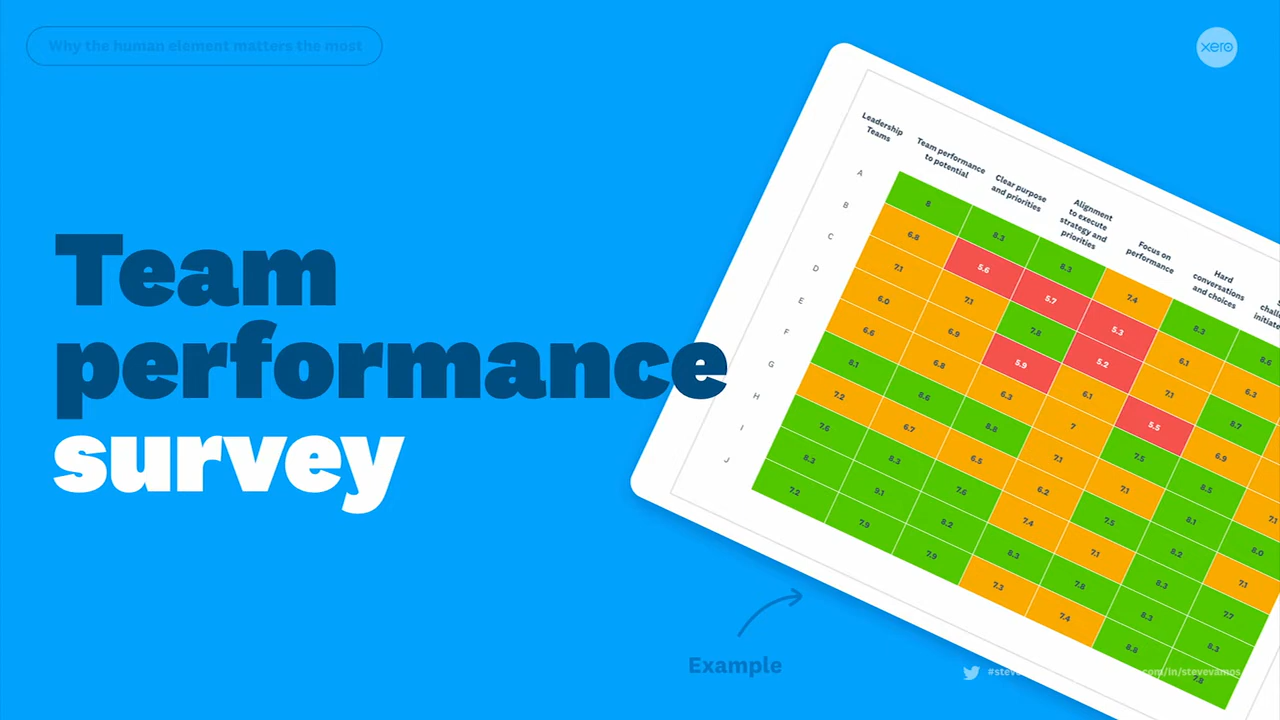 Why the human element matters the most
xero
Team
performance
survey
Leadership
Teams
Team performance
to potential
Clear purpose
and priorities
Alignment
to execute
strategy and
priorities
Focus on
performance
Hard
conversations
and choices
A 8 8.3 8.3 7.4 8.3 8.6
B 6.8 5.6 5.7 5.3 6.1 6.3
C 7.1 7.1 7.8 5.2 7.1 8.7
D 6.0 6.9 5.9 6.1 5.5 6.9
E 6.6 6.8 6.3 7 7.5 8.5 7.1
F 8.1 8.6 8.8 7.1 7.1 8.1 8.0
G 7.2 6.7 6.5 6.2 7.5 8.2 7.1
H 7.6 8.3 7.6 7.4 7.1 8.3 7.7
I 8.3 9.1 8.2 8.3 7.8 8.3 8.3
J 7.2 7.9 7.9 7.3 7.4 8.8 7.8
Example
#steve com/in/stevevamos